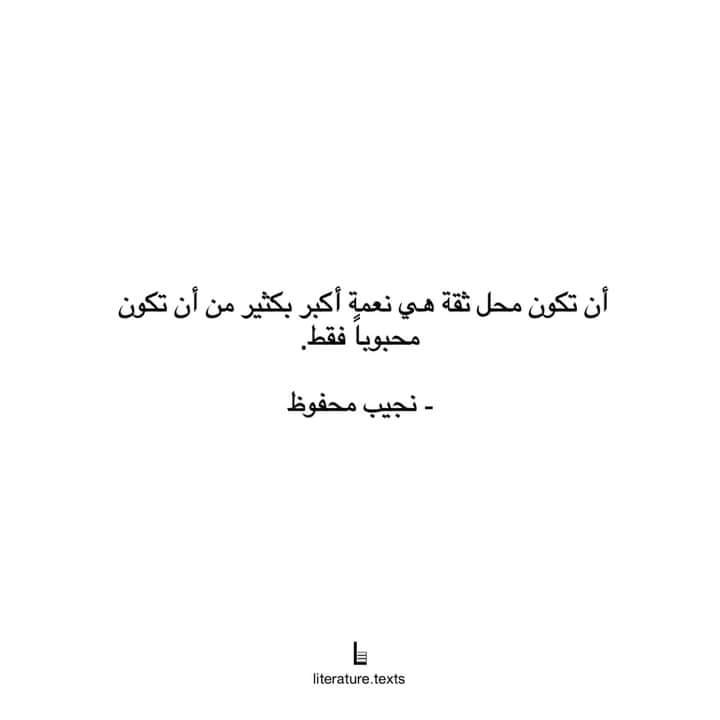 أن تكون محل ثقة هي نعمة أكبر بكثير من أن تكون
محبوباً فقط.
- نجيب محفوظ
literature.texts